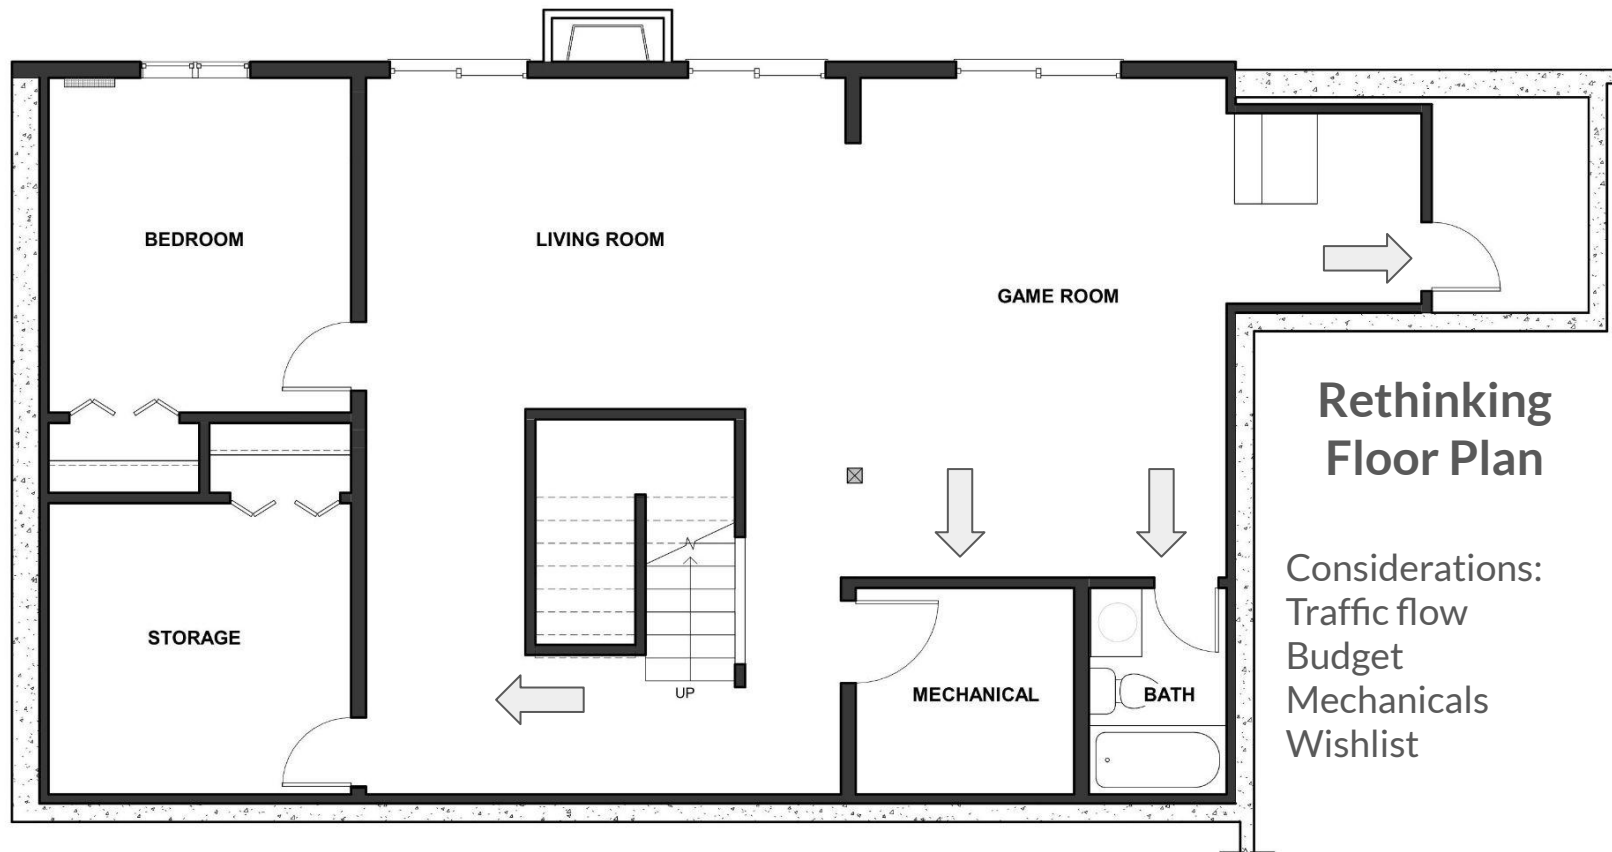 BEDROOM
LIVING ROOM
GAME ROOM
STORAGE
UP
MECHANICAL
BATH
Rethinking
Floor Plan
Considerations:
Traffic flow
Budget
Mechanicals
Wishlist